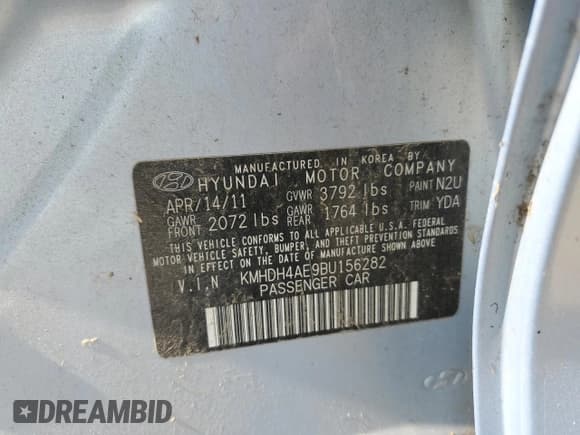 MANUFACTURED IN KOREA BY
HYUNDAI MOTOR COMPANY
APR/14/11 GVWR 3792 lbs PAINT N2U
GAWR FRONT 2072 lbs GAWR REAR 1764 lbs TRIM YDA
THIS VEHICLE CONFORMS TO ALL APPLICABLE U.S.A. FEDERAL
MOTOR VEHICLE SAFETY, BUMPER, AND THEFT PREVENTION STANDARDS
IN EFFECT ON THE DATE OF MANUFACTURE SHOWN ABOVE.
V.I.N KMHDH4AE9BU156282
PASSENGER CAR
DREAMBID